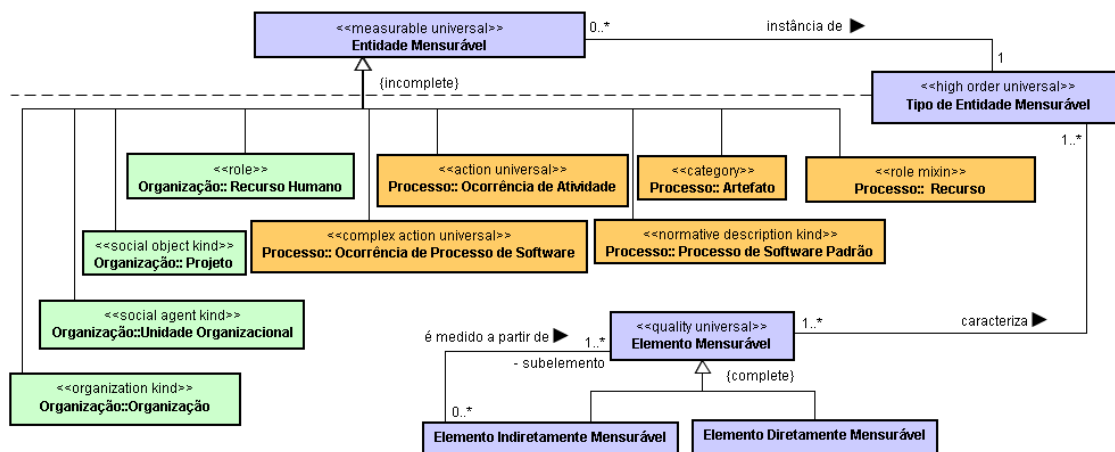 <<measurable universal>>
Entidade Mensurável
0..*
instância de
1
{incomplete}
<<high order universal>>
Tipo de Entidade Mensurável
1..*
<<role>>
Organização:: Recurso Humano
<<action universal>>
Processo:: Ocorrência de Atividade
<<category>>
Processo:: Artefato
<<role mixin>>
Processo:: Recurso
<<social object kind>>
Organização:: Projeto
<<complex action universal>>
Processo:: Ocorrência de Processo de Software
<<normative description kind>>
Processo:: Processo de Software Padrão
<<social agent kind>>
Organização::Unidade Organizacional
<<organization kind>>
Organização::Organização
é medido a partir de
1..*
- subelemento
<<quality universal>>
Elemento Mensurável
1..*
caracteriza
{complete}
0..*
Elemento Indiretamente Mensurável
Elemento Diretamente Mensurável